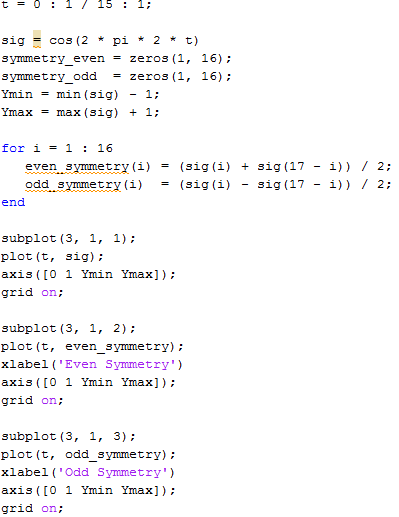 t = 0 : 1 / 15 : 1;
sig = cos(2 * pi * 2 * t)
symmetry_even = zeros(1, 16);
symmetry_odd  = zeros(1, 16);
Ymin = min(sig) - 1;
Ymax = max(sig) + 1;
for i = 1 : 16
   even_symmetry(i) = (sig(i) + sig(17 - i)) / 2;
   odd_symmetry(i)  = (sig(i) - sig(17 - i)) / 2;
end
subplot(3, 1, 1);
plot(t, sig);
axis([0 1 Ymin Ymax]);
grid on;
subplot(3, 1, 2);
plot(t, even_symmetry);
xlabel('Even Symmetry')
axis([0 1 Ymin Ymax]);
grid on;
subplot(3, 1, 3);
plot(t, odd_symmetry);
xlabel('Odd Symmetry')
axis([0 1 Ymin Ymax]);
grid on;